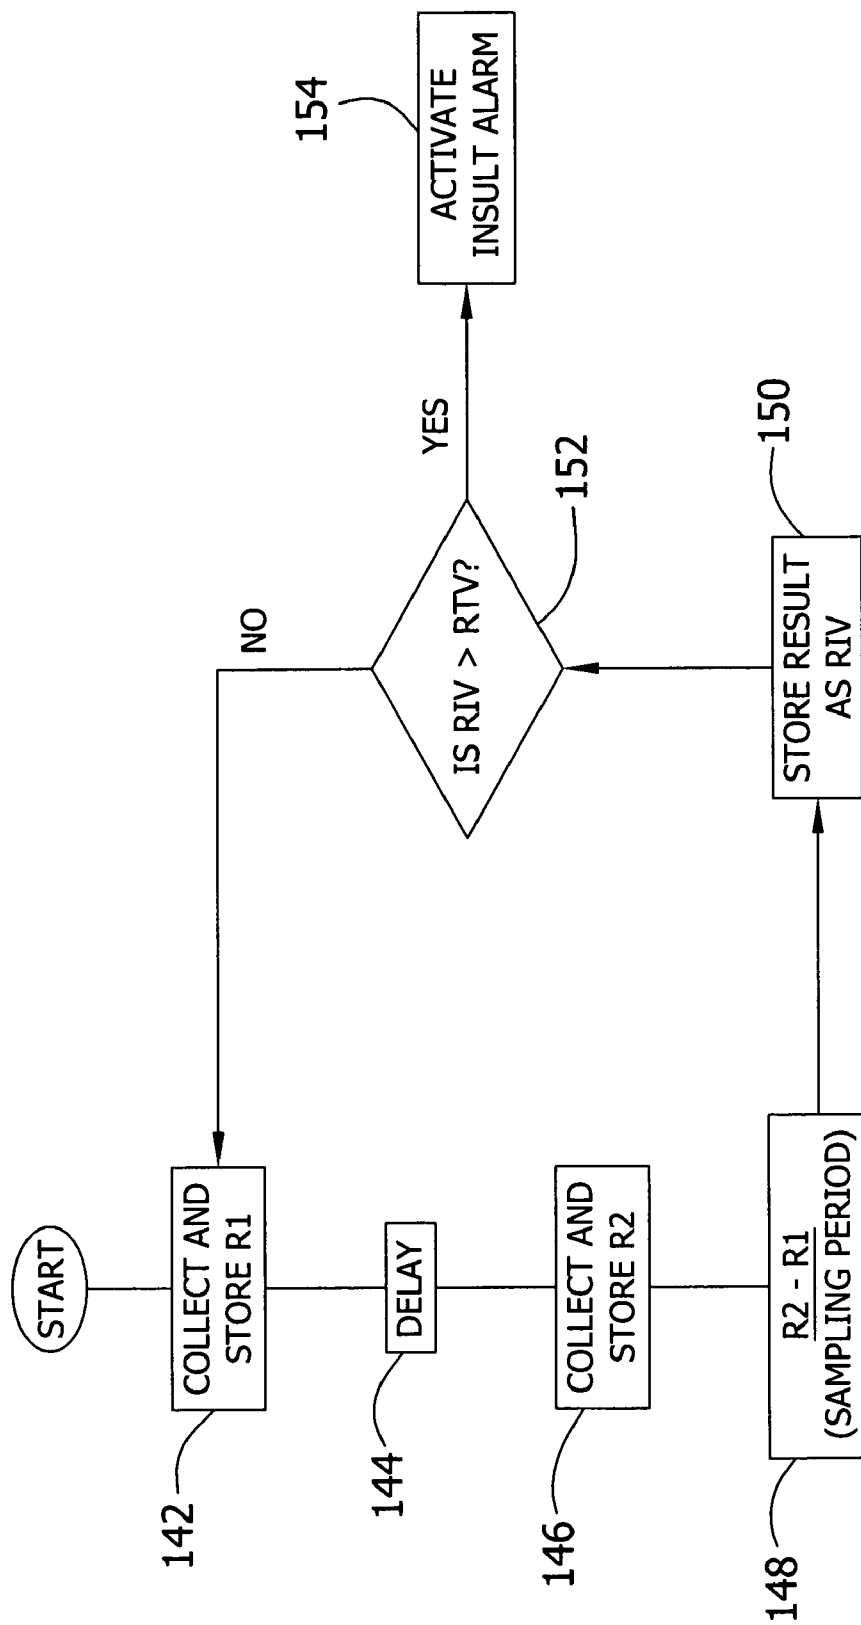 START
COLLECT AND
STORE R1
142
DELAY
144
COLLECT AND
STORE R2
146
R2 - R1
(SAMPLING PERIOD)
148
STORE RESULT
AS RIV
150
IS RIV > RTV?
152
NO
YES
ACTIVATE
INSULT ALARM
154